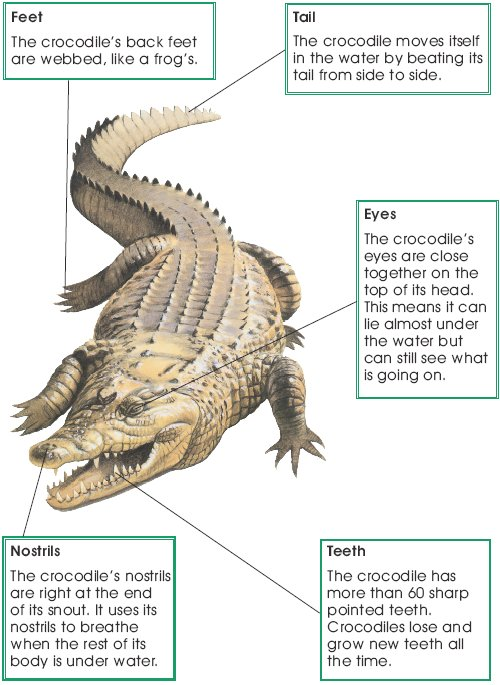 Feet
The crocodile's back feet
are webbed, like a frog's.
Tail
The crocodile moves itself
in the water by beating its
tail from side to side.
Eyes
The crocodile's
eyes are close
together on the
top of its head.
This means it can
lie almost under
the water but
can still see what
is going on.
Nostrils
The crocodile's nostrils
are right at the end
of its snout. It uses its
nostrils to breathe
when the rest of its
body is under water.
Teeth
The crocodile has
more than 60 sharp
pointed teeth.
Crocodiles lose and
grow new teeth all
the time.